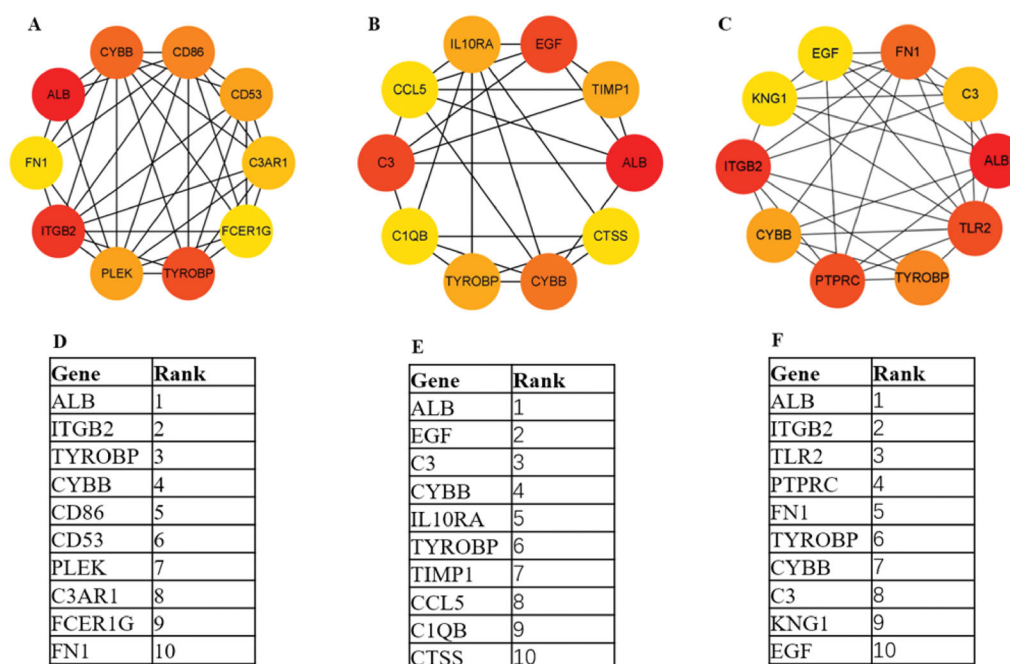 A
CYBB
CD86
ALB
CD53
FN1
C3AR1
ITGB2
FCER1G
PLEK
TYROBP
B
IL10RA
EGF
CCL5
TIMP1
C3
ALB
C1QB
CTSS
TYROBP
CYBB
C
EGF
FN1
KNG1
C3
ITGB2
ALB
CYBB
TLR2
PTPRC
TYROBP
D
Gene Rank
ALB 1
ITGB2 2
TYROBP 3
CYBB 4
CD86 5
CD53 6
PLEK 7
C3AR1 8
FCER1G 9
FN1 10
E
Gene Rank
ALB 1
EGF 2
C3 3
CYBB 4
IL10RA 5
TYROBP 6
TIMP1 7
CCL5 8
C1QB 9
CTSS 10
F
Gene Rank
ALB 1
ITGB2 2
TLR2 3
PTPRC 4
FN1 5
TYROBP 6
CYBB 7
C3 8
KNG1 9
EGF 10